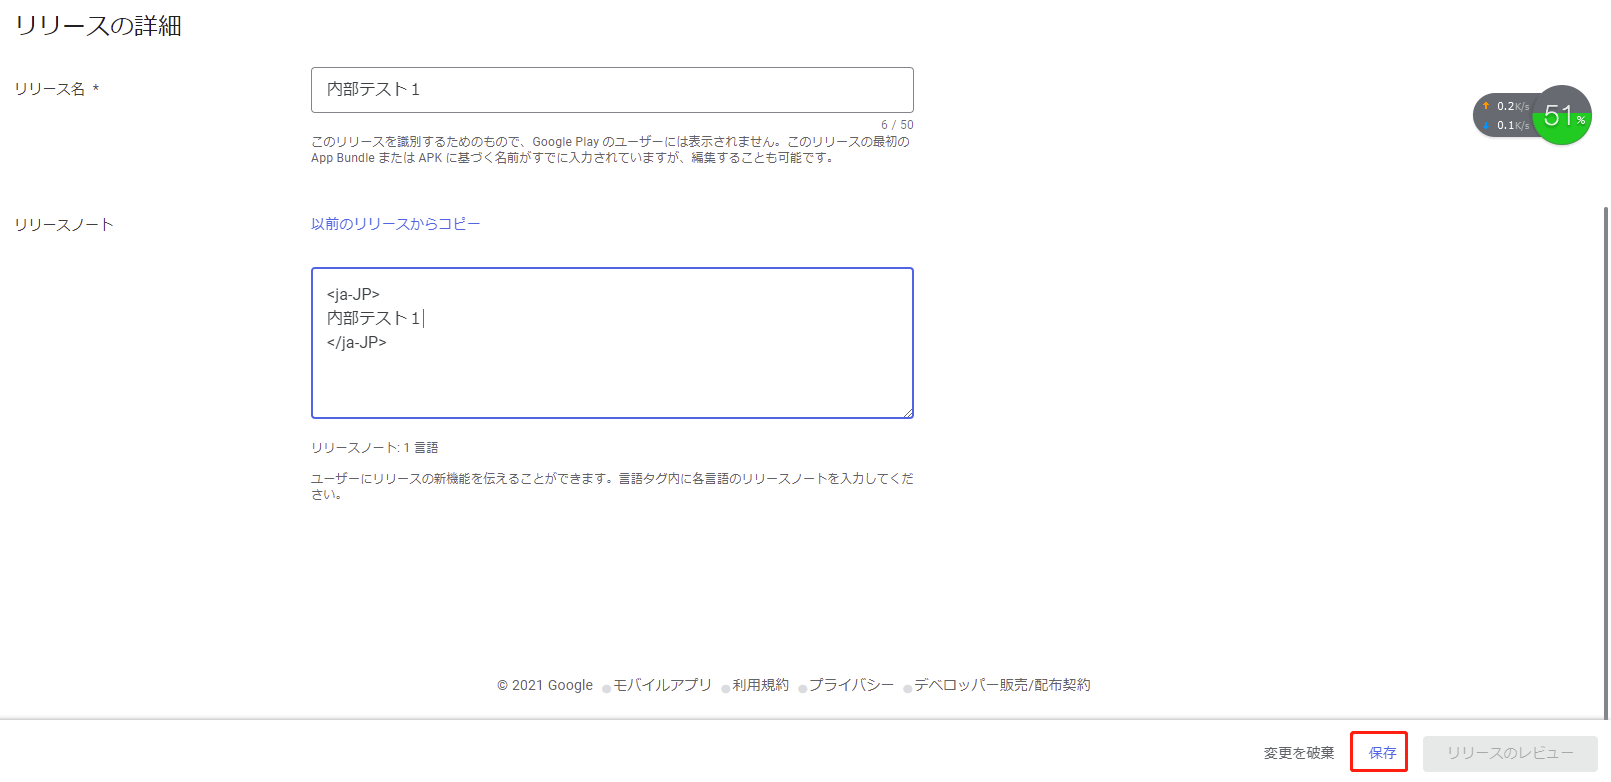 リリースの詳細
リリース名 *
内部テスト１
6 / 50
このリリースを識別するためのもので、Google Play のユーザーには表示されません。このリリースの最初の
App Bundle または APK に基づく名前がすでに入力されていますが、編集することも可能です。
0.2K/s
0.1K/s
51%
リリースノート
以前のリリースからコピー
<ja-JP>
内部テスト１
</ja-JP>
リリースノート: 1 言語
ユーザーにリリースの新機能を伝えることができます。言語タグ内に各言語のリリースノートを入力してくだ
さい。
© 2021 Google モバイルアプリ 利用規約 プライバシー デベロッパー販売/配布契約
変更を破棄 保存 リリースのレビュー